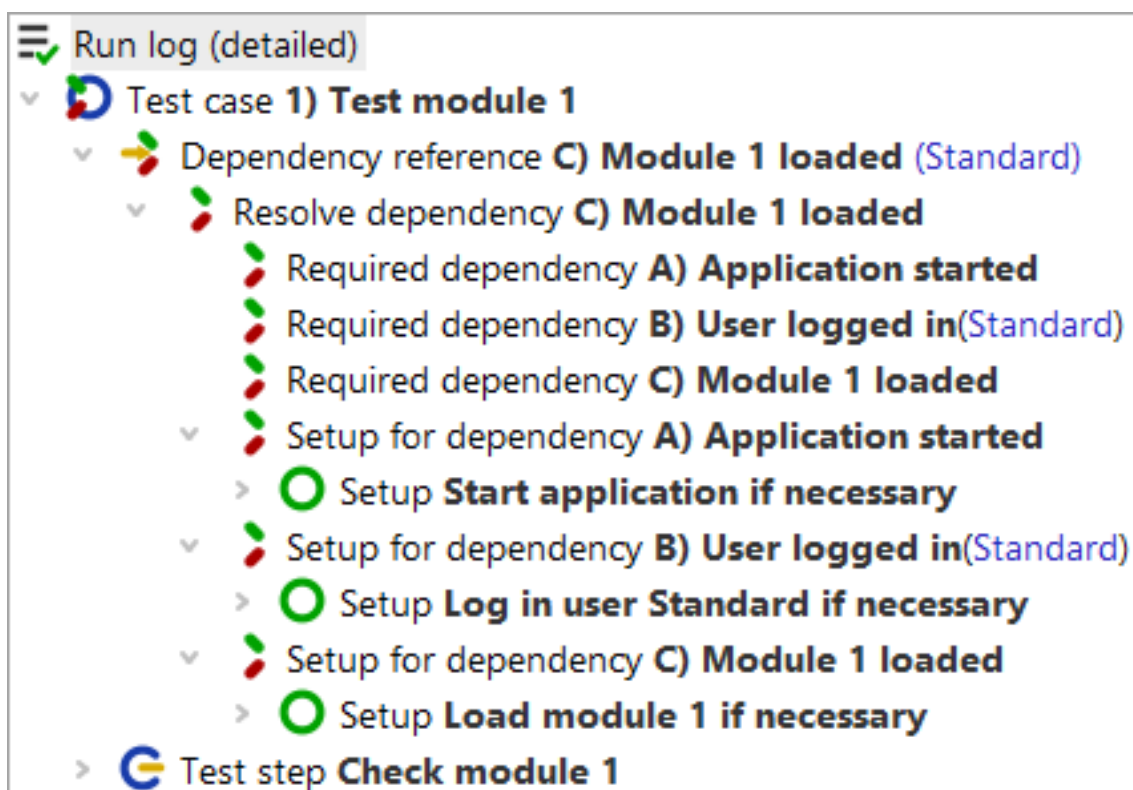 Run log (detailed)
Test case 1) Test module 1
Dependency reference C) Module 1 loaded (Standard)
Resolve dependency C) Module 1 loaded
Required dependency A) Application started
Required dependency B) User logged in(Standard)
Required dependency C) Module 1 loaded
Setup for dependency A) Application started
Setup Start application if necessary
Setup for dependency B) User logged in(Standard)
Setup Log in user Standard if necessary
Setup for dependency C) Module 1 loaded
Setup Load module 1 if necessary
Test step Check module 1